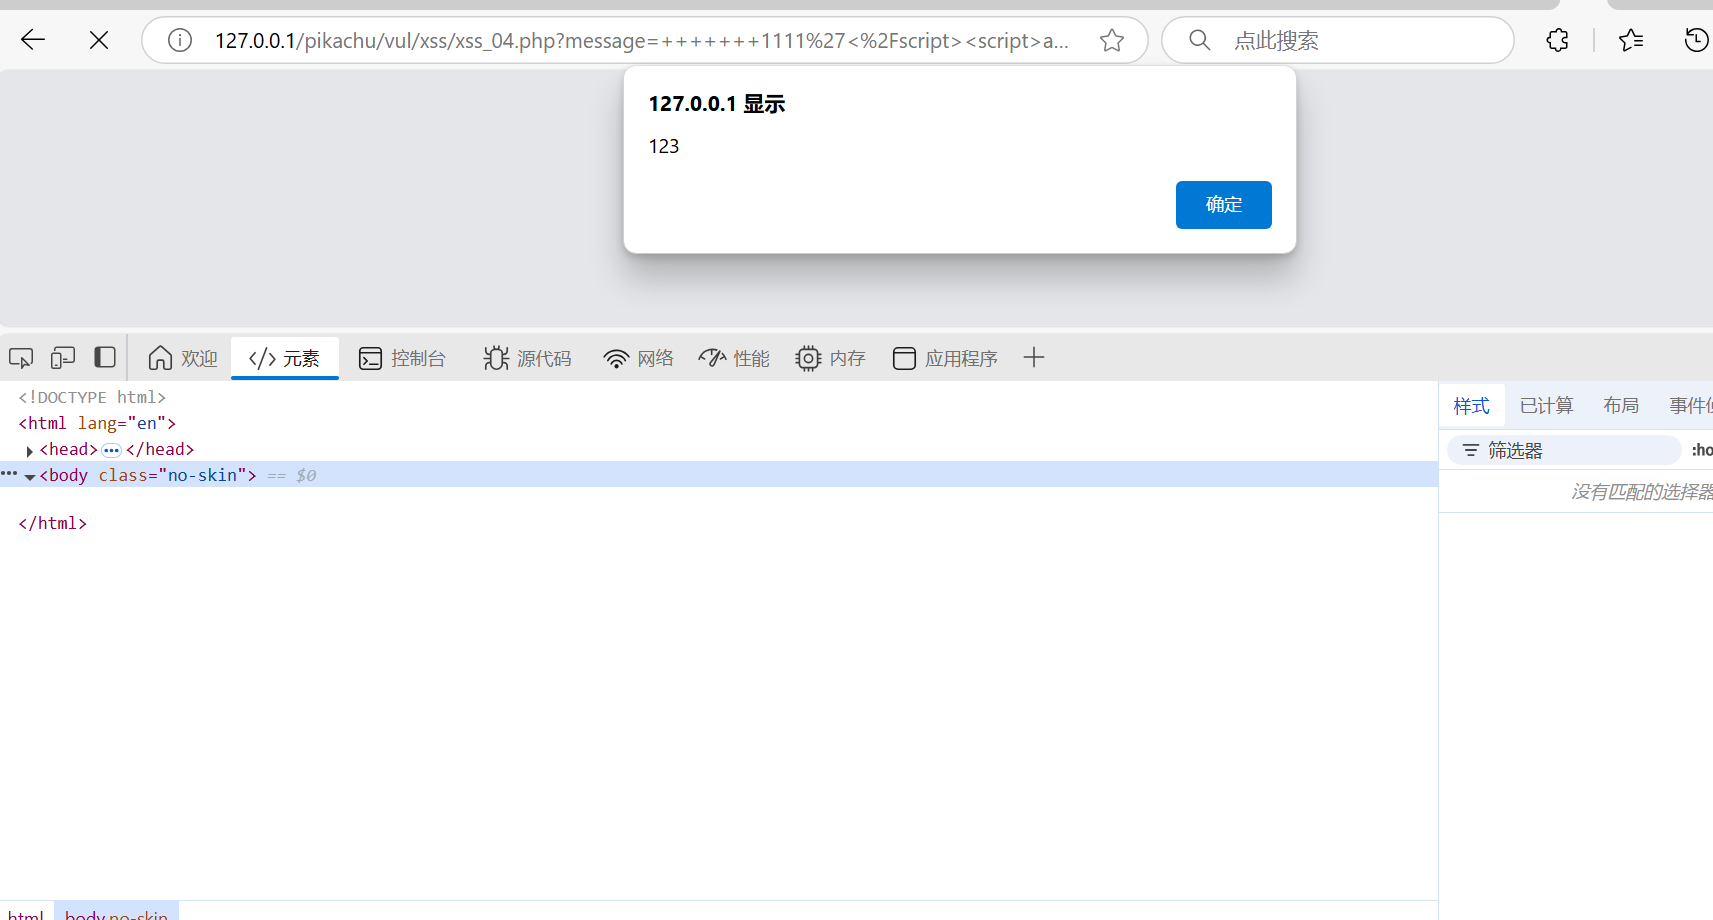 127.0.0.1/pikachu/vul/xss/xss_04.php?message=+++++++1111%27<%2Fscript><script>a...
点此搜索
127.0.0.1 显示
123
确定
欢迎 </> 元素 控制台 源代码 网络 性能 内存 应用程序
<!DOCTYPE html>
<html lang="en">
<head> ••• </head>
••• <body class="no-skin"> == $0
</html>
样式 已计算 布局 事件
筛选器 :ho
没有匹配的选择器
html body.no-skin